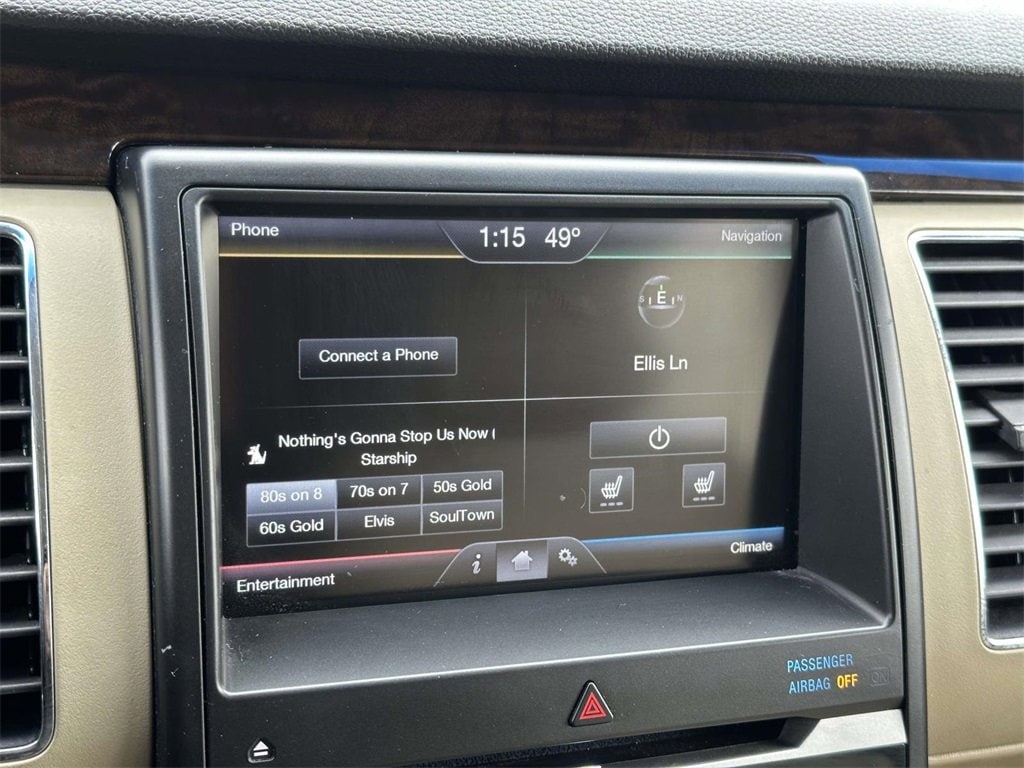 Phone
1:15 49°
Navigation
S E N
Connect a Phone
Ellis Ln
Nothing's Gonna Stop Us Now (
Starship
80s on 8 70s on 7 50s Gold
60s Gold Elvis SoulTown
i
Entertainment
Climate
PASSENGER
AIRBAG OFF ON